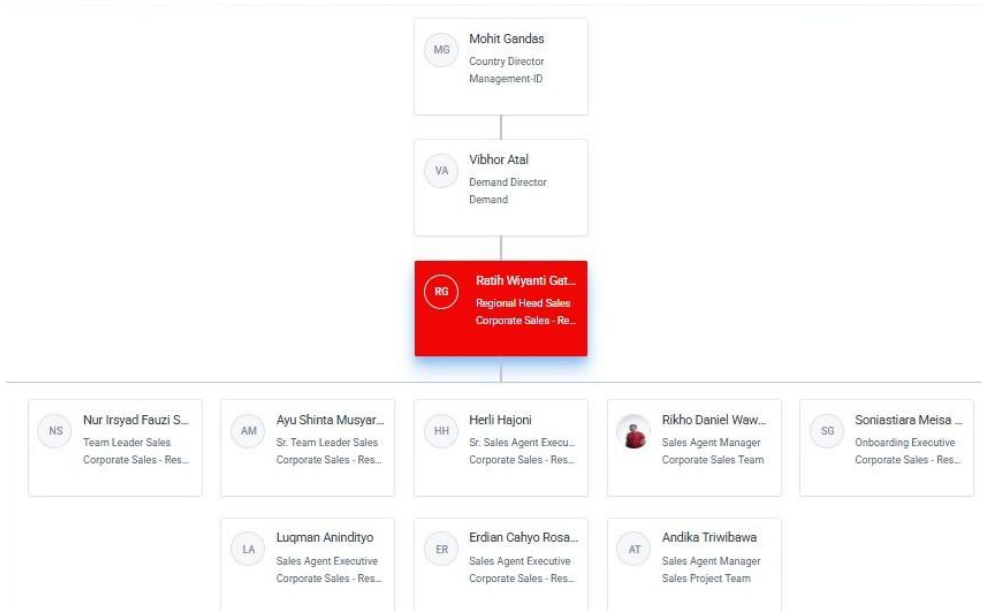 MG
Mohit Gandas
Country Director
Management-ID
VA
Vibhor Atal
Demand Director
Demand
RG
Ratih Wiyanti Gat...
Regional Head Sales
Corporate Sales - Re...
NS
Nur Irsyad Fauzi S...
Team Leader Sales
Corporate Sales - Res...
AM
Ayu Shinta Musyar...
Sr. Team Leader Sales
Corporate Sales - Res...
HH
Herli Hajoni
Sr. Sales Agent Execu...
Corporate Sales - Res...
Rikho Daniel Waw...
Sales Agent Manager
Corporate Sales Team
SG
Soniastiara Meisa ...
Onboarding Executive
Corporate Sales - Res...
LA
Luqman Anindityo
Sales Agent Executive
Corporate Sales - Res...
ER
Erdian Cahyo Rosa...
Sales Agent Executive
Corporate Sales - Res...
AT
Andika Triwibawa
Sales Agent Manager
Sales Project Team